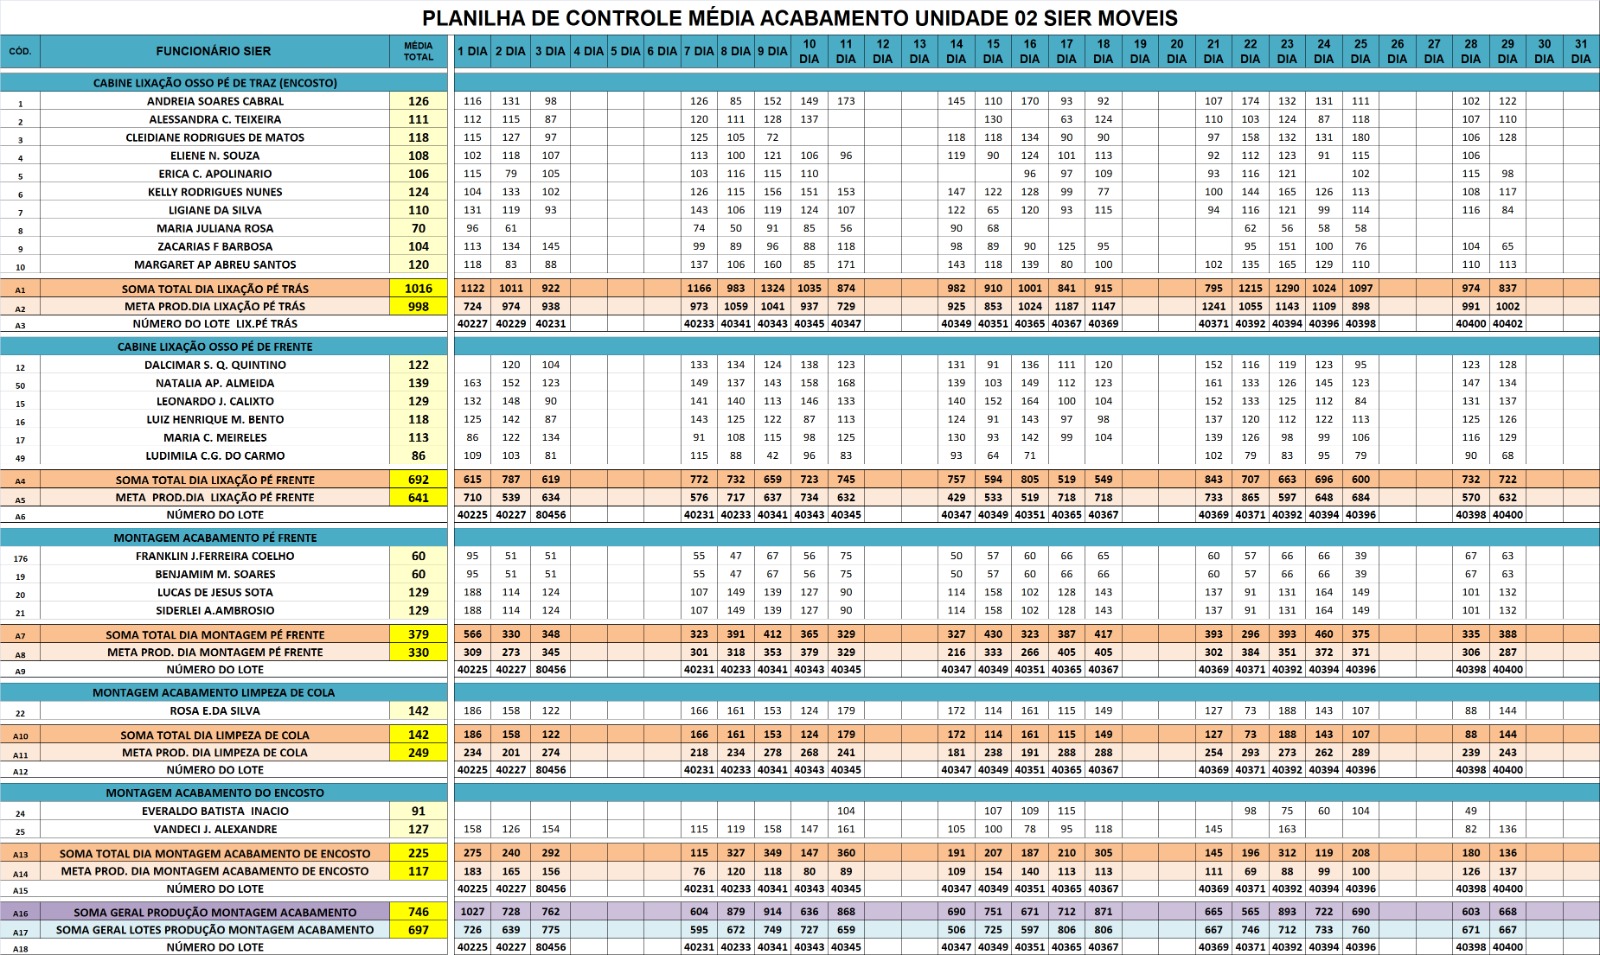 PLANILHA DE CONTROLE MÉDIA ACABAMENTO UNIDADE 02 SIER MOVEIS
CÓD. FUNCIONÁRIO SIER MÉDIA TOTAL 1 DIA 2 DIA 3 DIA 4 DIA 5 DIA 6 DIA 7 DIA 8 DIA 9 DIA 10 DIA 11 DIA 12 DIA 13 DIA 14 DIA 15 DIA 16 DIA 17 DIA 18 DIA 19 DIA 20 DIA 21 DIA 22 DIA 23 DIA 24 DIA 25 DIA 26 DIA 27 DIA 28 DIA 29 DIA 30 DIA 31 DIA
CABINE LIXAÇÃO OSSO PÉ DE TRAZ (ENCOSTO)
1 ANDREIA SOARES CABRAL 126 116 131 98 126 85 152 149 173 145 110 170 93 92 107 174 132 131 111 102 122
2 ALESSANDRA C. TEIXEIRA 111 112 115 87 120 111 128 137 130 63 124 110 103 124 87 118 107 110
3 CLEIDIANE RODRIGUES DE MATOS 118 115 127 97 125 105 72 118 118 134 90 90 97 158 132 131 180 106 128
4 ELIENE N. SOUZA 108 102 118 107 113 100 121 106 96 119 90 124 101 113 92 112 123 91 115 106
5 ERICA C. APOLINARIO 106 115 79 105 103 116 115 110 96 97 109 93 116 121 102 115 98
6 KELLY RODRIGUES NUNES 124 104 133 102 126 115 156 151 153 147 122 128 99 77 100 144 165 126 113 108 117
7 LIGIANE DA SILVA 110 131 119 93 143 106 119 124 107 122 65 120 93 115 94 116 121 99 114 116 84
8 MARIA JULIANA ROSA 70 96 61 74 50 91 85 56 90 68 62 56 58 58
9 ZACARIAS F BARBOSA 104 113 134 145 99 89 96 88 118 98 89 90 125 95 95 151 100 76 104 65
10 MARGARET AP ABREU SANTOS 120 118 83 88 137 106 160 85 171 143 118 139 80 100 102 135 165 129 110 110 113
A1 SOMA TOTAL DIA LIXAÇÃO PÉ TRÁS 1016 1122 1011 922 1166 983 1324 1035 874 982 910 1001 841 915 795 1215 1290 1024 1097 974 837
A2 META PROD.DIA LIXAÇÃO PÉ TRÁS 998 724 974 938 973 1059 1041 937 729 925 853 1024 1187 1147 1241 1055 1143 1109 898 991 1002
A3 NÚMERO DO LOTE LIX.PÉ TRÁS 40227 40229 40231 40233 40341 40343 40345 40347 40349 40351 40365 40367 40369 40371 40392 40394 40396 40398 40400 40402
CABINE LIXAÇÃO OSSO PÉ DE FRENTE
12 DALCIMAR S. Q. QUINTINO 122 120 104 133 134 124 138 123 131 91 136 111 120 152 116 119 123 95 123 128
50 NATALIA AP. ALMEIDA 139 163 152 123 149 137 143 158 168 139 103 149 112 123 161 133 126 145 123 147 134
15 LEONARDO J. CALIXTO 129 132 148 90 141 140 113 146 133 140 152 164 100 104 152 133 125 112 84 131 137
16 LUIZ HENRIQUE M. BENTO 118 125 142 87 143 125 122 87 113 124 91 143 97 98 137 120 112 122 113 125 126
17 MARIA C. MEIRELES 113 86 122 134 91 108 115 98 125 130 93 142 99 104 139 126 98 99 106 116 129
49 LUDIMILA C.G. DO CARMO 86 109 103 81 115 88 42 96 83 93 64 71 102 79 83 95 79 90 68
A4 SOMA TOTAL DIA LIXAÇÃO PÉ FRENTE 692 615 787 619 772 732 659 723 745 757 594 805 519 549 843 707 663 696 600 732 722
A5 META PROD.DIA LIXAÇÃO PÉ FRENTE 641 710 539 634 576 717 637 734 632 429 533 519 718 718 733 865 597 648 684 570 632
A6 NÚMERO DO LOTE 40225 40227 80456 40231 40233 40341 40343 40345 40347 40349 40351 40365 40367 40369 40371 40392 40394 40396 40398 40400
MONTAGEM ACABAMENTO PÉ FRENTE
176 FRANKLIN J.FERREIRA COELHO 60 95 51 51 55 47 67 56 75 50 57 60 66 65 60 57 66 66 39 67 63
19 BENJAMIM M. SOARES 60 95 51 51 55 47 67 56 75 50 57 60 66 66 60 57 66 66 39 67 63
20 LUCAS DE JESUS SOTA 129 188 114 124 107 149 139 127 90 114 158 102 128 143 137 91 131 164 149 101 132
21 SIDERLEI A.AMBROSIO 129 188 114 124 107 149 139 127 90 114 158 102 128 143 137 91 131 164 149 101 132
A7 SOMA TOTAL DIA MONTAGEM PÉ FRENTE 379 566 330 348 323 391 412 365 329 327 430 323 387 417 393 296 393 460 375 335 388
A8 META PROD. DIA MONTAGEM PÉ FRENTE 330 309 273 345 301 318 353 379 329 216 333 266 405 405 302 384 351 372 371 306 287
A9 NÚMERO DO LOTE 40225 40227 80456 40231 40233 40341 40343 40345 40347 40349 40351 40365 40367 40369 40371 40392 40394 40396 40398 40400
MONTAGEM ACABAMENTO LIMPEZA DE COLA
22 ROSA E.DA SILVA 142 186 158 122 166 161 153 124 179 172 114 161 115 149 127 73 188 143 107 88 144
A10 SOMA TOTAL DIA LIMPEZA DE COLA 142 186 158 122 166 161 153 124 179 172 114 161 115 149 127 73 188 143 107 88 144
A11 META PROD. DIA LIMPEZA DE COLA 249 234 201 274 218 234 278 268 241 181 238 191 288 288 254 293 273 262 289 239 243
A12 NÚMERO DO LOTE 40225 40227 80456 40231 40233 40341 40343 40345 40347 40349 40351 40365 40367 40369 40371 40392 40394 40396 40398 40400
MONTAGEM ACABAMENTO DO ENCOSTO
24 EVERALDO BATISTA INACIO 91 104 107 109 115 98 75 60 104 49
25 VANDECI J. ALEXANDRE 127 158 126 154 115 119 158 147 161 105 100 78 95 118 145 163 82 136
A13 SOMA TOTAL DIA MONTAGEM ACABAMENTO DE ENCOSTO 225 275 240 292 115 327 349 147 360 191 207 187 210 305 145 196 312 119 208 180 136
A14 META PROD. DIA MONTAGEM ACABAMENTO DE ENCOSTO 117 183 165 156 76 120 118 80 89 109 154 140 113 113 111 69 88 99 100 126 137
A15 NÚMERO DO LOTE 40225 40227 80456 40231 40233 40341 40343 40345 40347 40349 40351 40365 40367 40369 40371 40392 40394 40396 40398 40400
A16 SOMA GERAL PRODUÇÃO MONTAGEM ACABAMENTO 746 1027 728 762 604 879 914 636 868 690 751 671 712 871 665 565 893 722 690 603 668
A17 SOMA GERAL LOTES PRODUÇÃO MONTAGEM ACABAMENTO 697 726 639 775 595 672 749 727 659 506 725 597 806 806 667 746 712 733 760 671 667
A18 NÚMERO DO LOTE 40225 40227 80456 40231 40233 40341 40343 40345 40347 40349 40351 40365 40367 40369 40371 40392 40394 40396 40398 40400